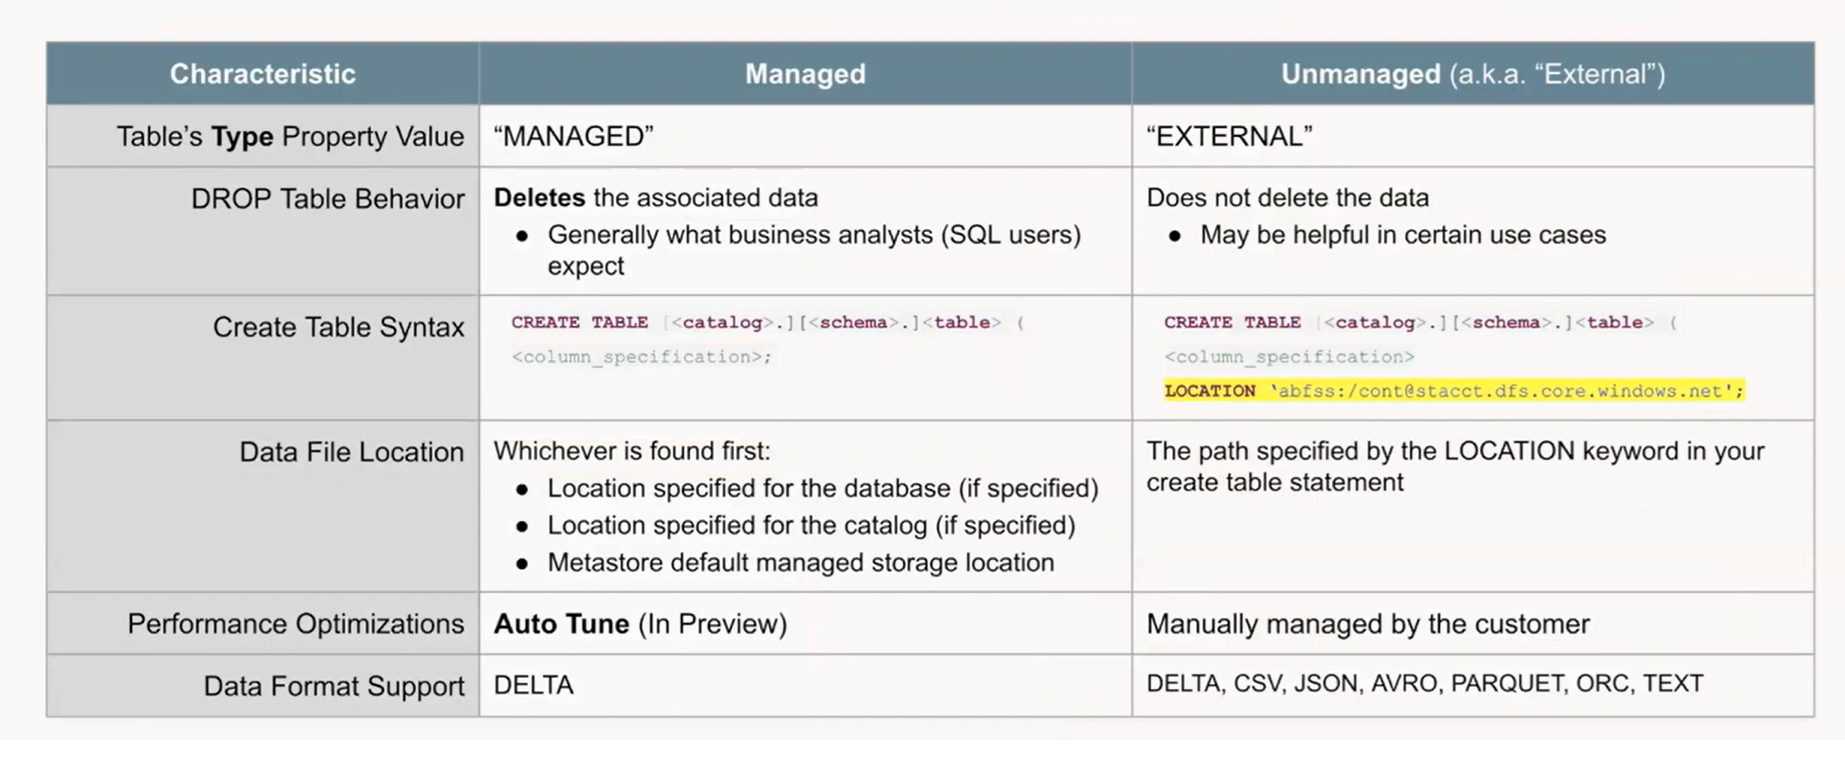 Characteristic
Managed
Unmanaged (a.k.a. “External”)
Table’s Type Property Value
“MANAGED”
“EXTERNAL”
DROP Table Behavior
Deletes the associated data
● Generally what business analysts (SQL users)
expect
Does not delete the data
● May be helpful in certain use cases
Create Table Syntax
CREATE TABLE [<catalog>.][<schema>.]<table> (
<column_specification>;
CREATE TABLE [<catalog>.][<schema>.]<table> (
<column_specification>
LOCATION ‘abfss:/cont@stacct.dfs.core.windows.net';
Data File Location
Whichever is found first:
● Location specified for the database (if specified)
● Location specified for the catalog (if specified)
● Metastore default managed storage location
The path specified by the LOCATION keyword in your
create table statement
Performance Optimizations
Auto Tune (In Preview)
Manually managed by the customer
Data Format Support
DELTA
DELTA, CSV, JSON, AVRO, PARQUET, ORC, TEXT